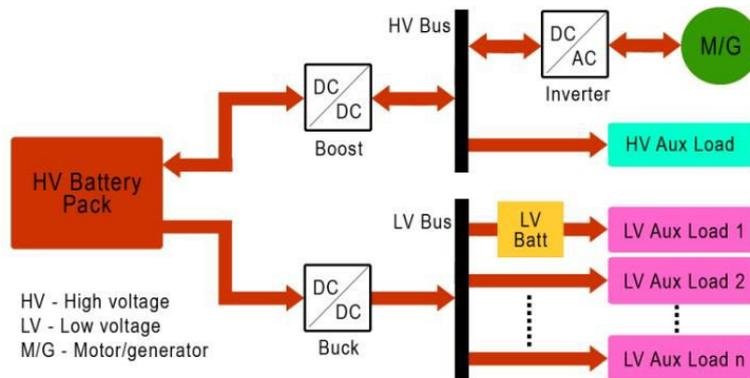 HV Bus
DC
AC
M/G
Inverter
DC
DC
Boost
HV Aux Load
HV Battery
Pack
LV Bus
LV
Batt
LV Aux Load 1
DC
DC
Buck
LV Aux Load 2
LV Aux Load n
HV - High voltage
LV - Low voltage
M/G - Motor/generator